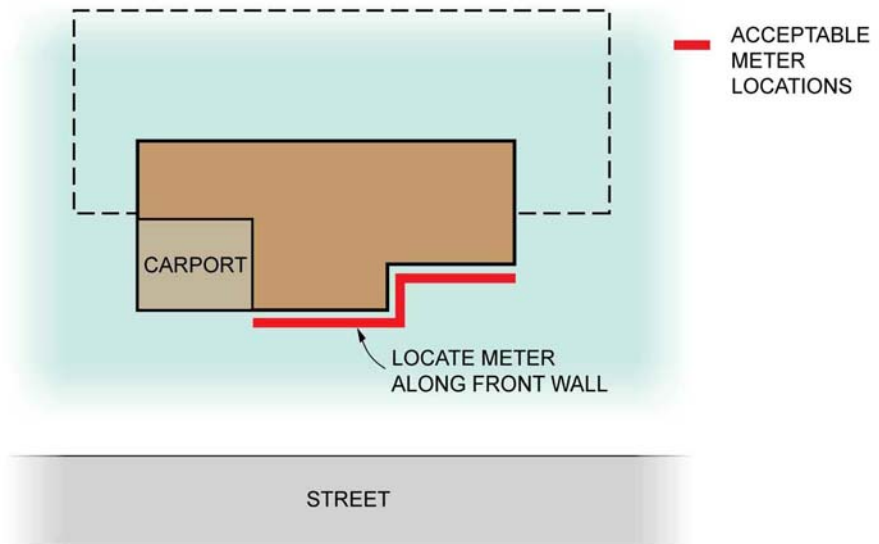 ACCEPTABLE
METER
LOCATIONS
CARPORT
LOCATE METER
ALONG FRONT WALL
STREET